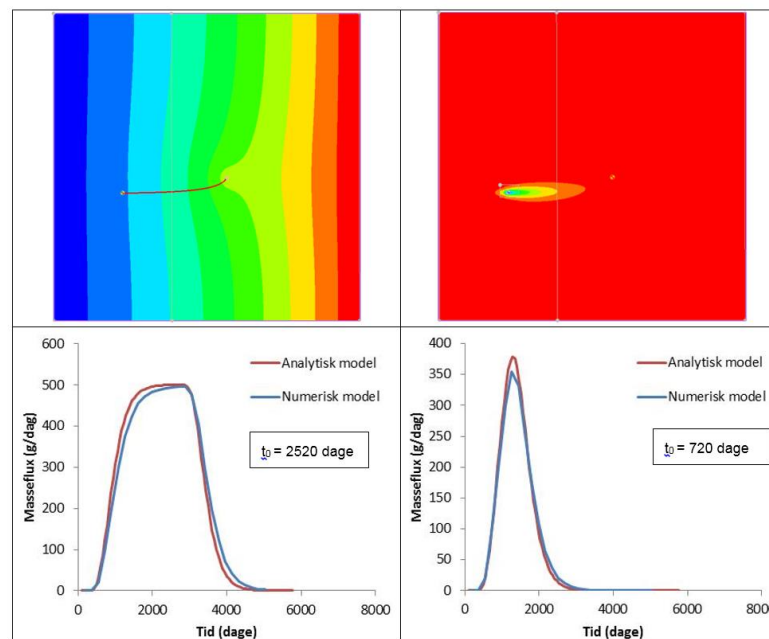 600
500
400
300
200
100
0
Masseflux (g/dag)
Analytisk model
Numerisk model
t0 = 2520 dage
0 2000 4000 6000 8000
Tid (dage)
400
350
300
250
200
150
100
50
0
Masseflux (g/dag)
Analytisk model
Numerisk model
t0 = 720 dage
0 2000 4000 6000 8000
Tid (dage)